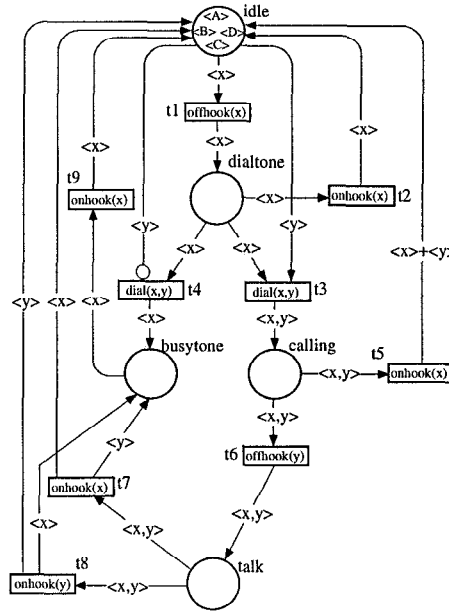 idle
<A>
<B> <D>
<C>
<x>
t1 offhook(x)
<x>
<x>
dialtone
t9
onhook(x)
<x>
<x>
onhook(x)
t2
<y>
<y>
<x>
<x>
<x>+<y>
<y>
<x>
<x>
dial(x,y) t4
dial(x,y) t3
<x>
<x,y>
busytone
calling
t5
<x,y>
onhook(x)
<x,y>
<y>
t6
offhook(y)
onhook(x) t7
<x>
<x,y>
<x,y>
t8
talk
onhook(y)
<x,y>